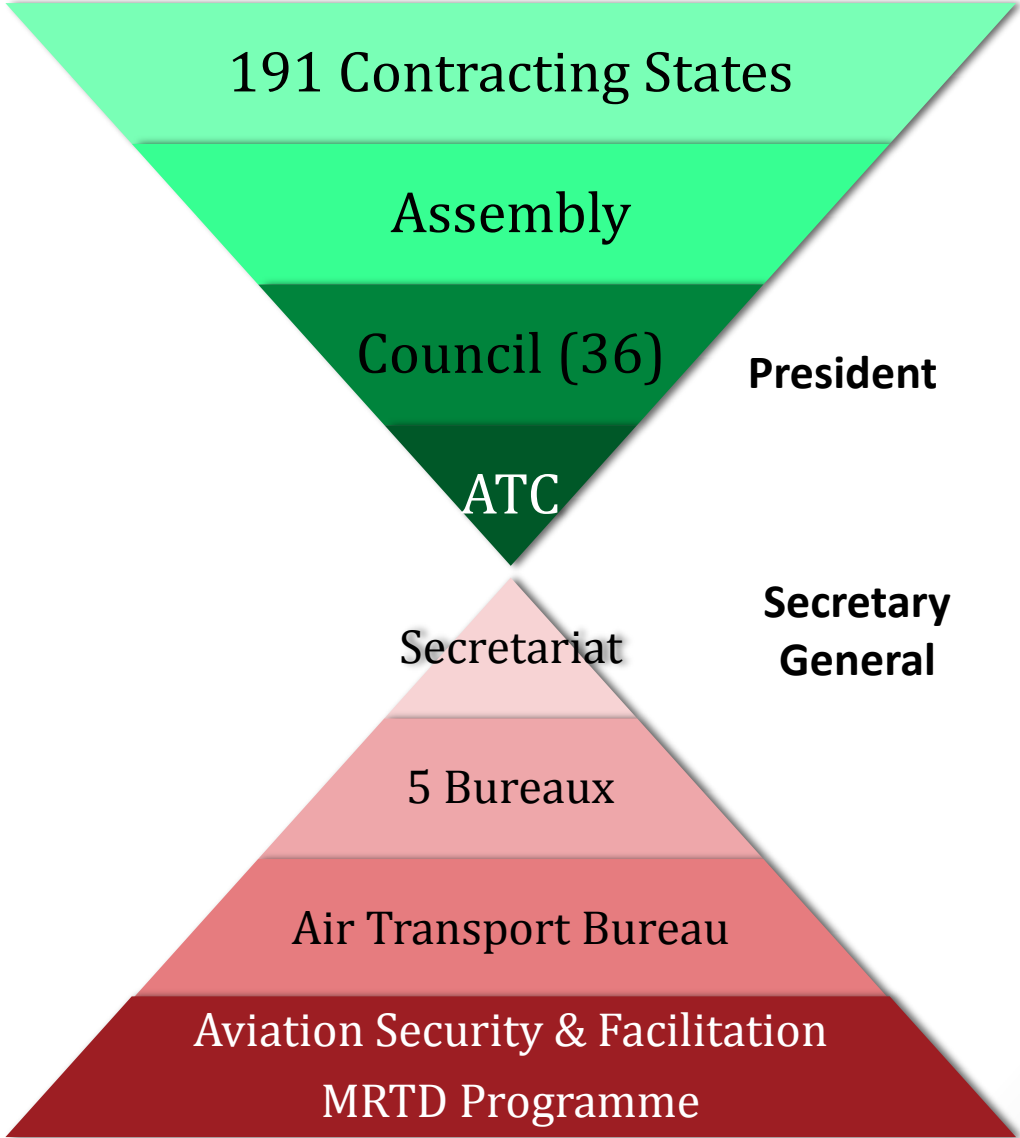 191 Contracting States
Assembly
Council (36)
President
ATC
Secretary
General
Secretariat
5 Bureaux
Air Transport Bureau
Aviation Security & Facilitation
MRTD Programme